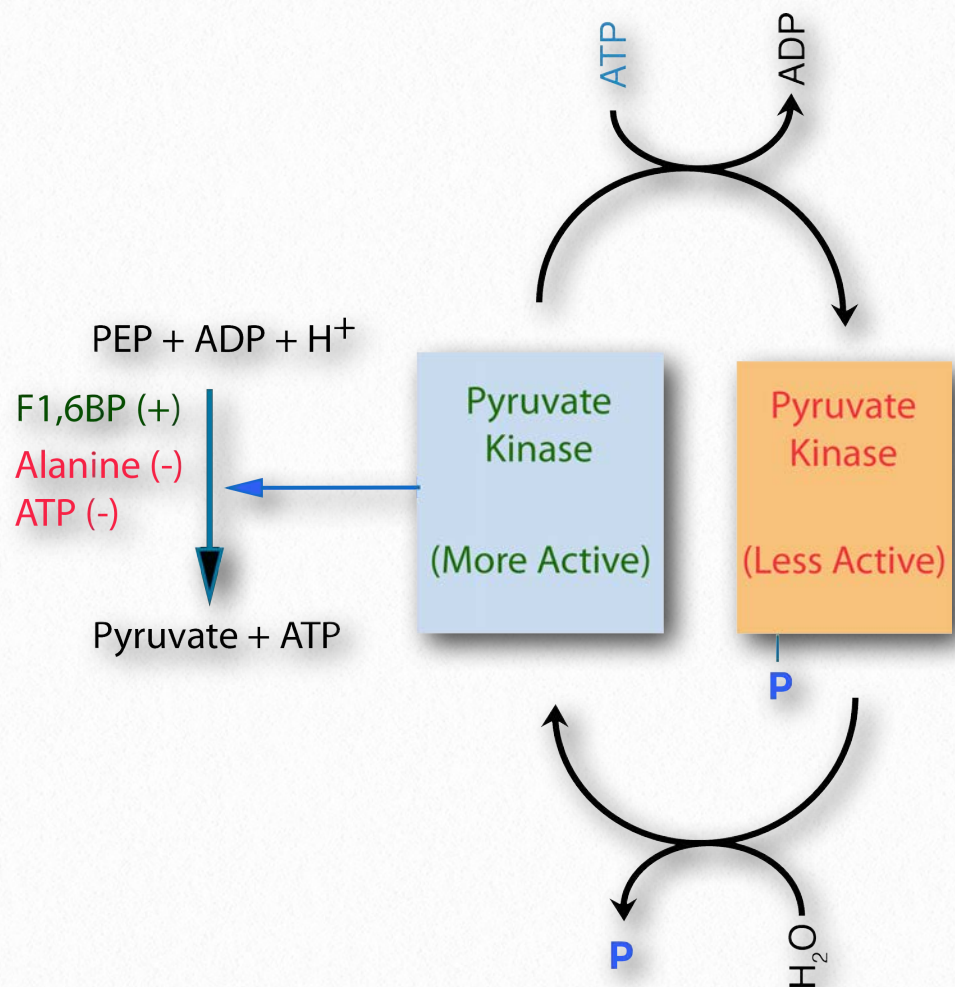 ATP
ADP
PEP + ADP + H⁺
F1,6BP (+)
Alanine (-)
ATP (-)
Pyruvate + ATP
Pyruvate
Kinase
(More Active)
Pyruvate
Kinase
(Less Active)
P
P
H₂O